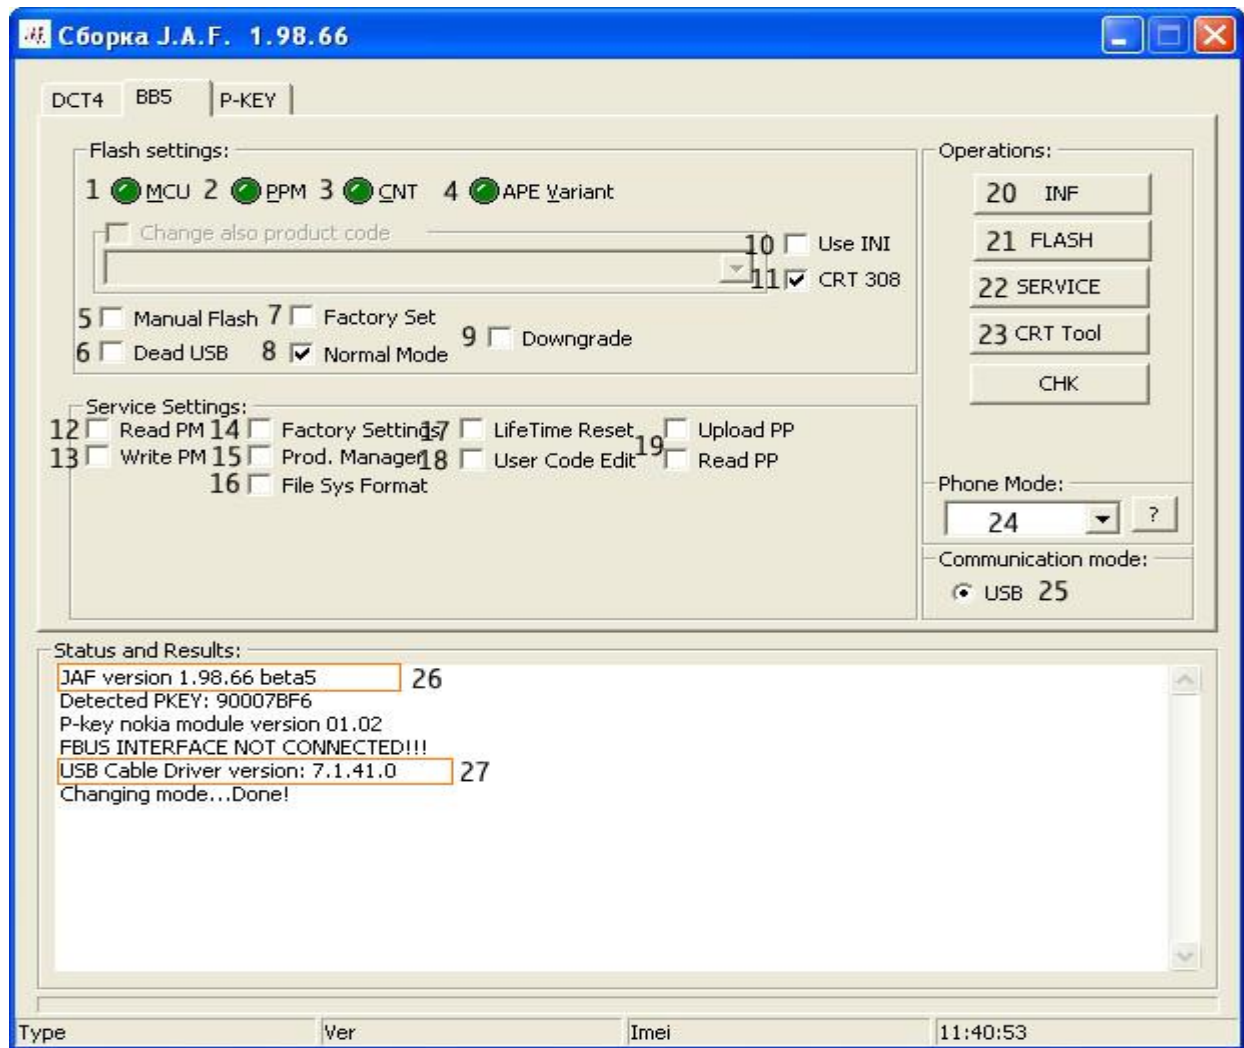 Сборка J.A.F. 1.98.66
DCT4 BB5 P-KEY
Flash settings:
1 MCU 2 PPM 3 CNT 4 APE Variant
Change also product code
10 Use INI
11 CRT 308
5 Manual Flash 7 Factory Set
6 Dead USB 8 Normal Mode 9 Downgrade
Service Settings:
12 Read PM 14 Factory Settings 17 LifeTime Reset 19 Upload PP
13 Write PM 15 Prod. Manager 18 User Code Edit Read PP
16 File Sys Format
Operations:
20 INF
21 FLASH
22 SERVICE
23 CRT Tool
CHK
Phone Mode:
24 ?
Communication mode:
USB 25
Status and Results:
JAF version 1.98.66 beta5 26
Detected PKEY: 90007BF6
P-key nokia module version 01.02
FBUS INTERFACE NOT CONNECTED!!!
USB Cable Driver version: 7.1.41.0 27
Changing mode...Done!
Type Ver Imei 11:40:53